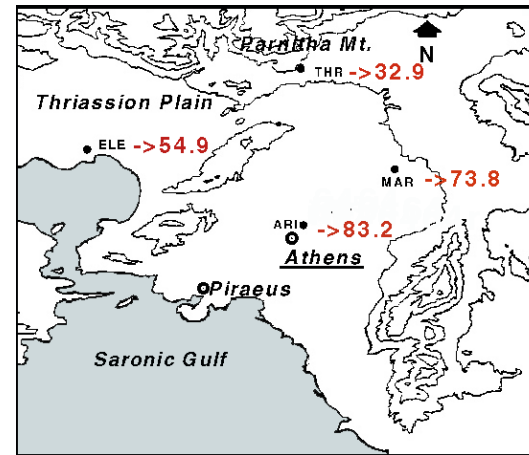 Parnitha Mt.
N
THR ->32.9
Thriassion Plain
ELE ->54.9
MAR ->73.8
ARI ->83.2
Athens
Piraeus
Saronic Gulf